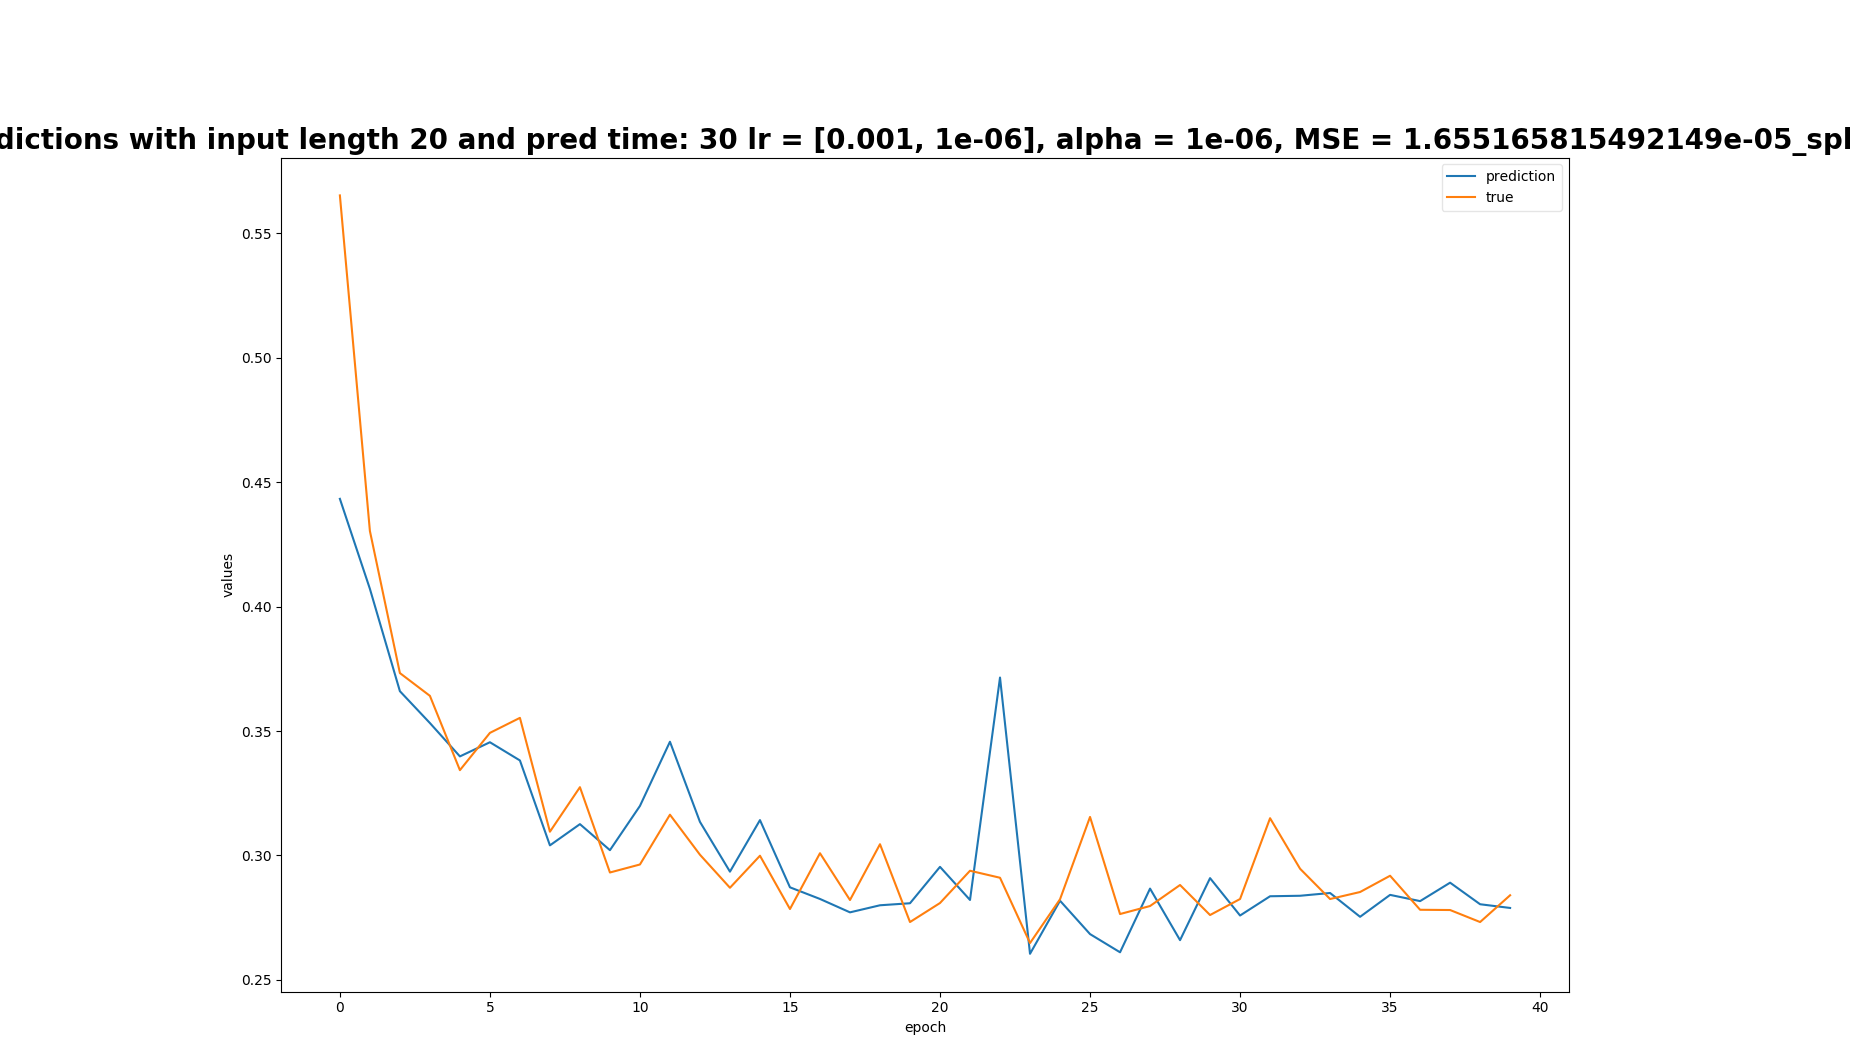 dictions with input length 20 and pred time: 30 lr = [0.001, 1e-06], alpha = 1e-06, MSE = 1.655165815492149e-05_spl
prediction
true
0.55
0.50
0.45
0.40
0.35
0.30
0.25
values
0 5 10 15 20 25 30 35 40
epoch